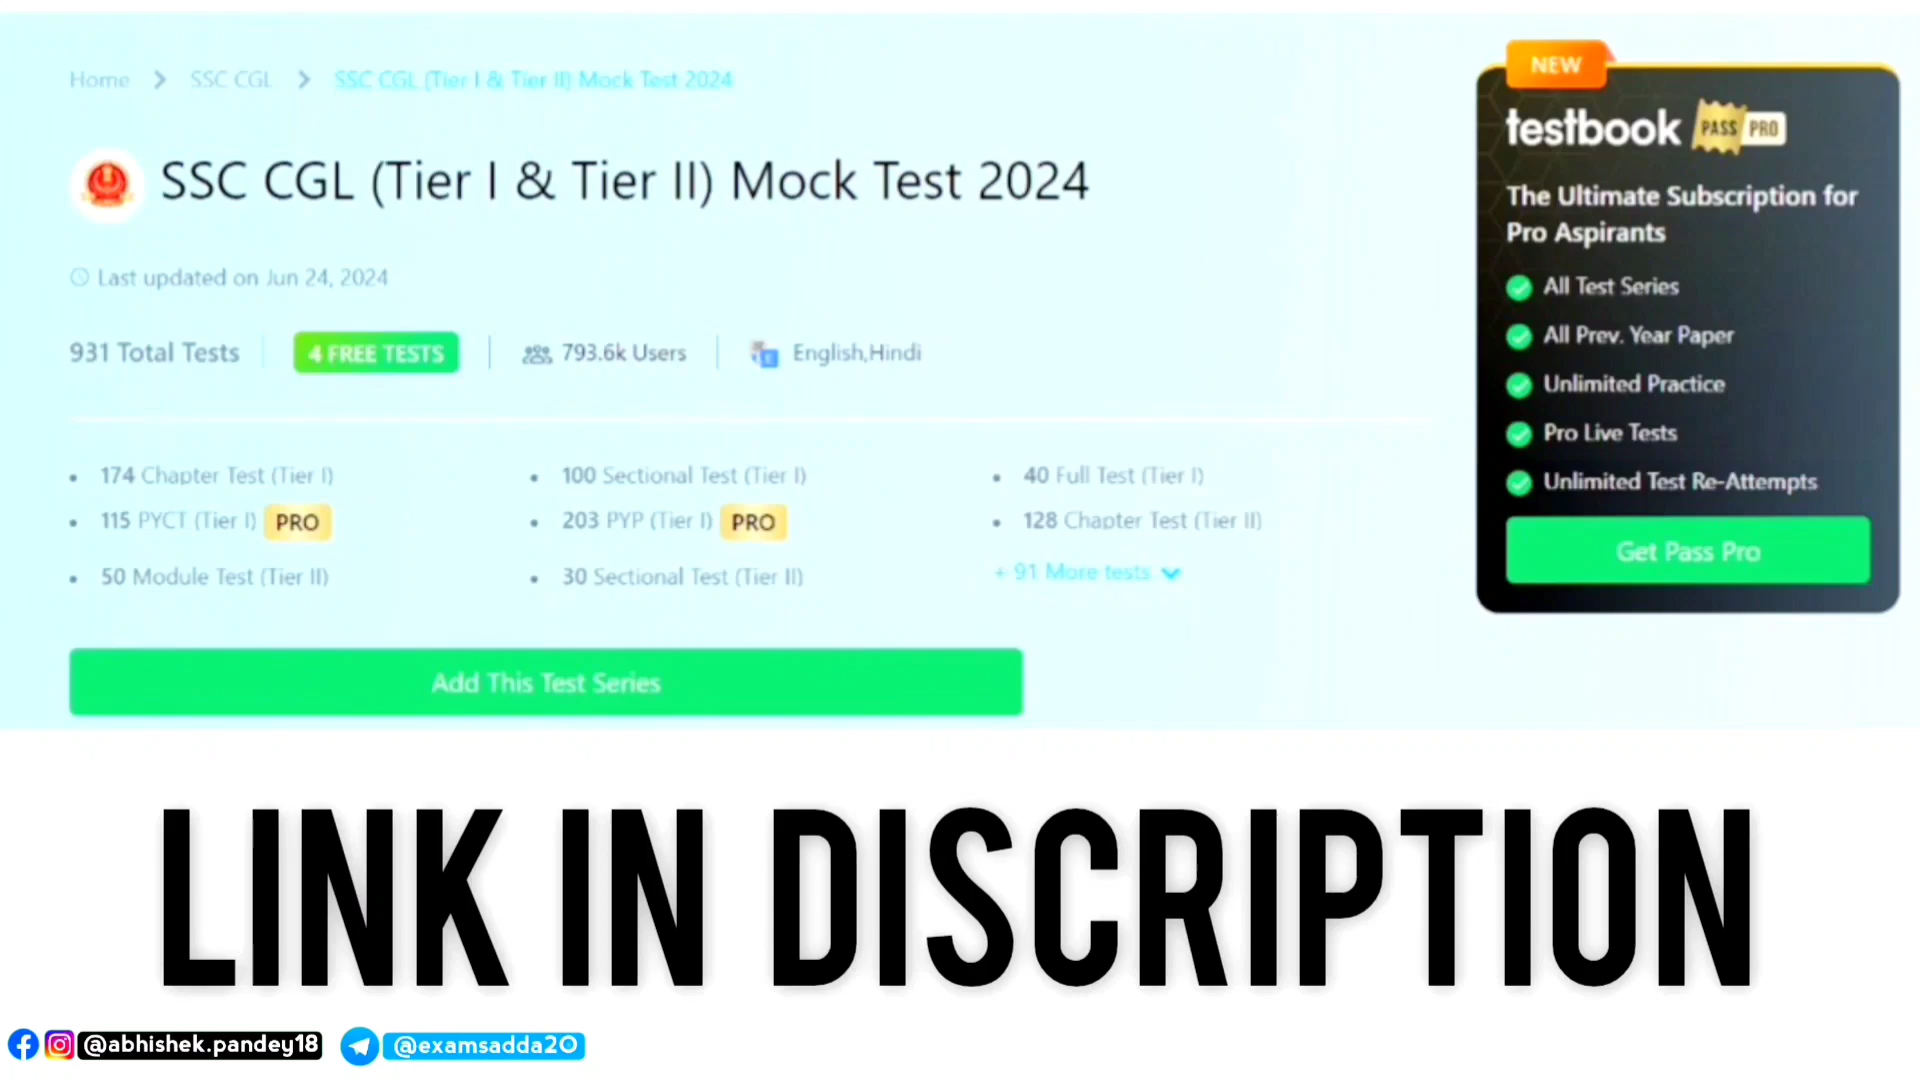 Home > SSC CGL > SSC CGL (Tier I & Tier II) Mock Test 2024
SSC CGL (Tier I & Tier II) Mock Test 2024
Last updated on Jun 24, 2024
931 Total Tests
4 FREE TESTS
793.6k Users
English,Hindi
174 Chapter Test (Tier I)
100 Sectional Test (Tier I)
40 Full Test (Tier I)
115 PYCT (Tier I) PRO
203 PYP (Tier I) PRO
128 Chapter Test (Tier II)
50 Module Test (Tier II)
30 Sectional Test (Tier II)
+ 91 More tests
Add This Test Series
NEW
testbook PASS PRO
The Ultimate Subscription for
Pro Aspirants
All Test Series
All Prev. Year Paper
Unlimited Practice
Pro Live Tests
Unlimited Test Re-Attempts
Get Pass Pro
LINK IN DISCRIPTION
@abhishek.pandey18
@examsadda20